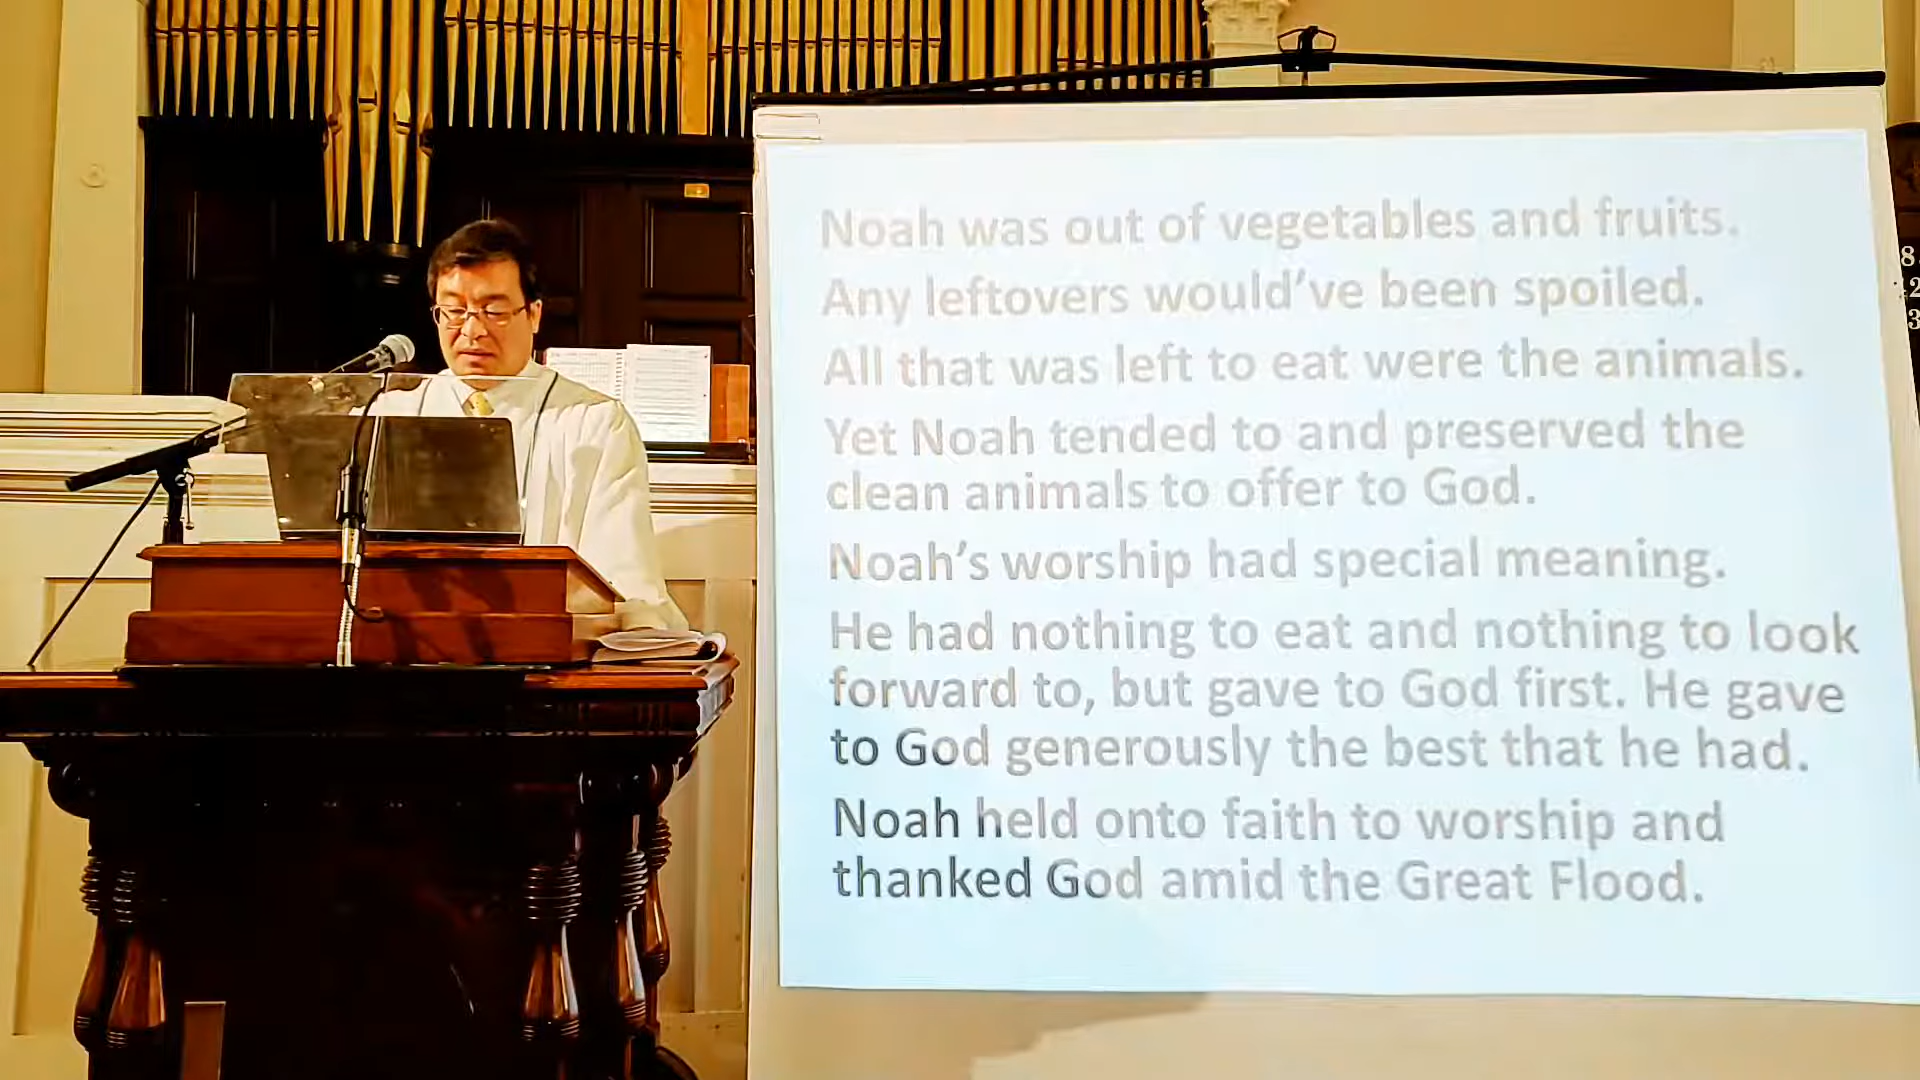 Noah was out of vegetables and fruits.
Any leftovers would've been spoiled.
All that was left to eat were the animals.
Yet Noah tended to and preserved the
clean animals to offer to God.
Noah's worship had special meaning.
He had nothing to eat and nothing to look
forward to, but gave to God first. He gave
to God generously the best that he had.
Noah held onto faith to worship and
thanked God amid the Great Flood.